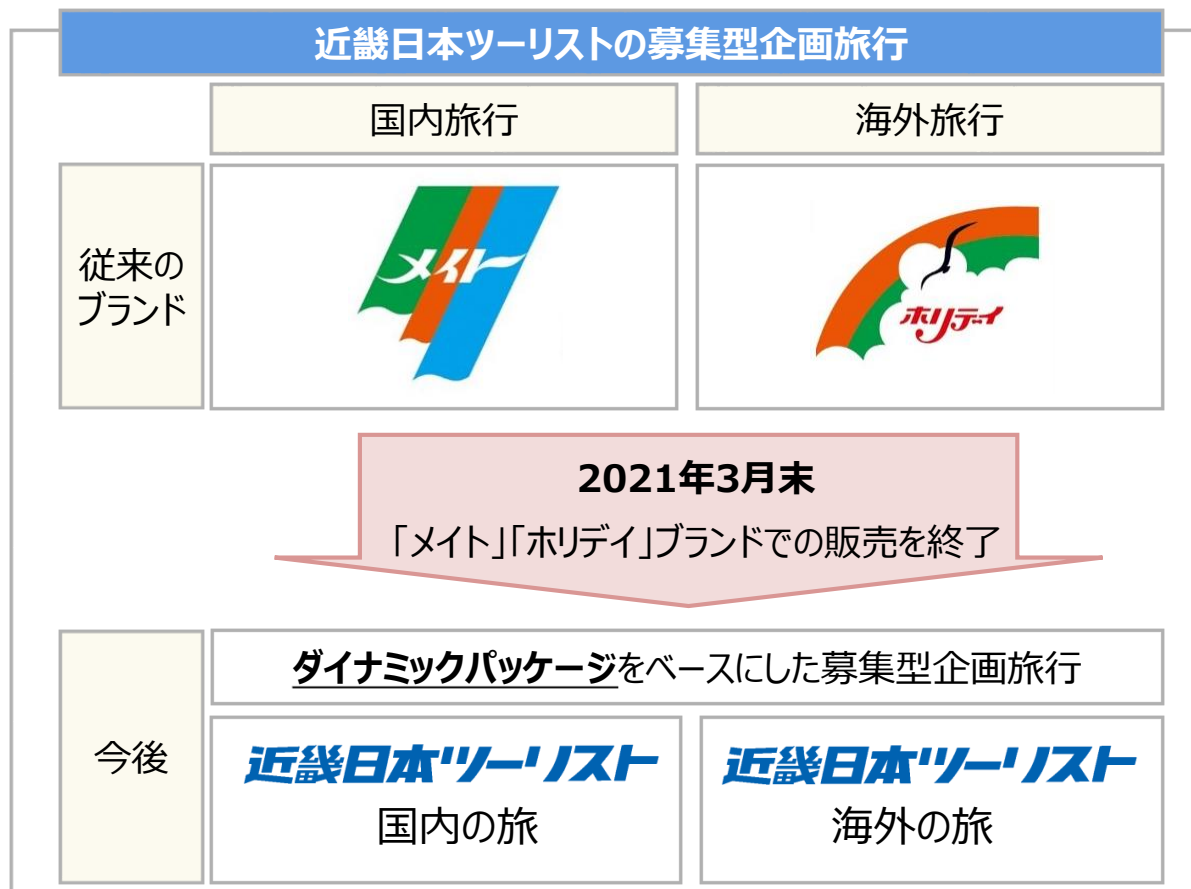 近畿日本ツーリストの募集型企画旅行
国内旅行
海外旅行
従来の
ブランド
メイト
ホリデイ
2021年3月末
「メイト」「ホリデイ」ブランドでの販売を終了
今後
ダイナミックパッケージをベースにした募集型企画旅行
近畿日本ツーリスト
国内の旅
近畿日本ツーリスト
海外の旅